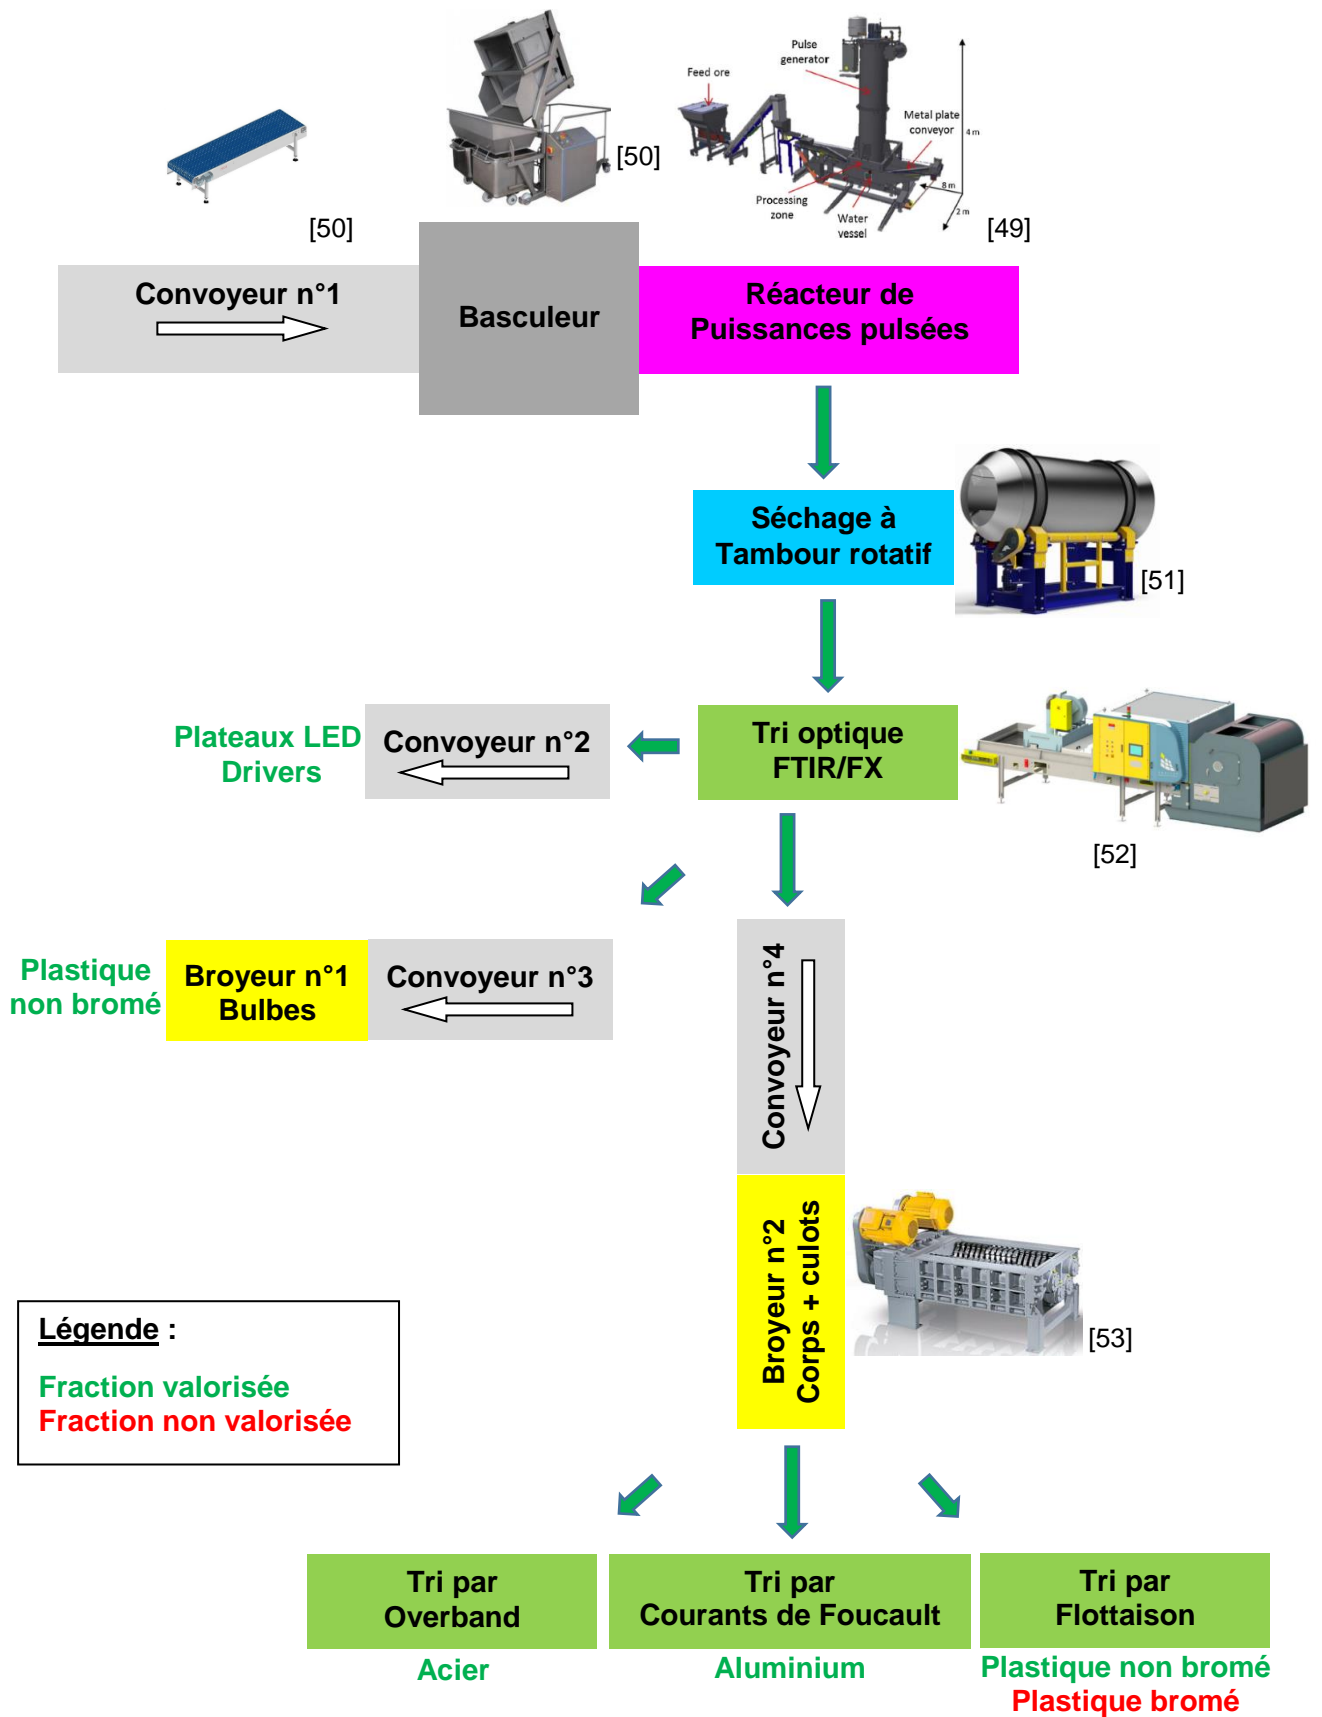 Pulse
generator
Feed ore
Metal plate
conveyor
4 m
8 m
2 m
Processing
zone
Water
vessel
[50]
[50]
[49]
Convoyeur n°1
Basculeur
Réacteur de
Puissances pulsées
Séchage à
Tambour rotatif
[51]
Plateaux LED
Drivers
Convoyeur n°2
Tri optique
FTIR/FX
[52]
Plastique
non bromé
Broyeur n°1
Bulbes
Convoyeur n°3
Convoyeur n°4
Broyeur n°2
Corps + culots
[53]
Légende :
Fraction valorisée
Fraction non valorisée
Tri par
Overband
Tri par
Courants de Foucault
Tri par
Flottaison
Acier
Aluminium
Plastique non bromé
Plastique bromé